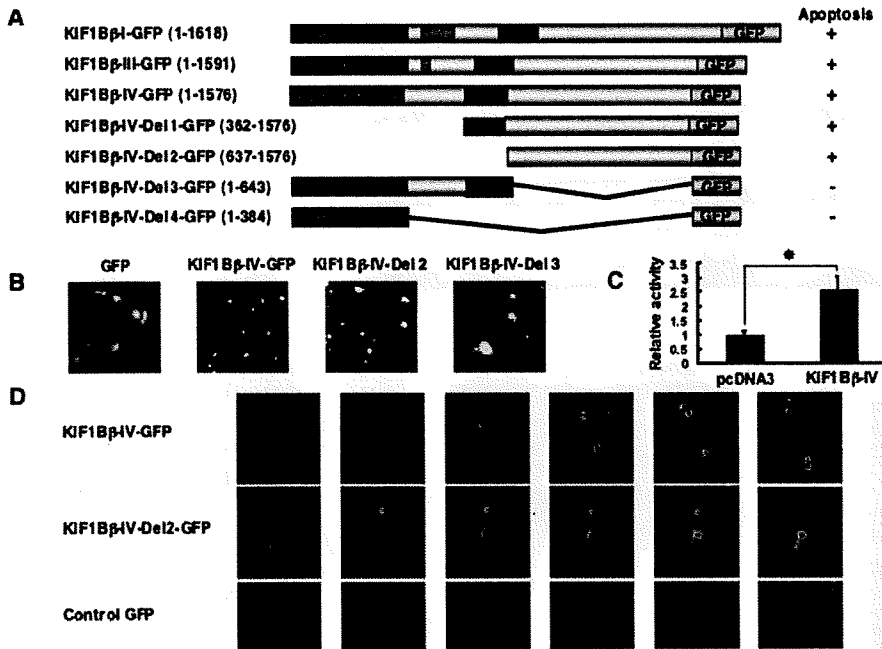 A
Apoptosis
KIF1Bβ-I-GFP (1-1618) GFP +
KIF1Bβ-III-GFP (1-1591) GFP +
KIF1Bβ-IV-GFP (1-1576) GFP +
KIF1Bβ-IV-Del1-GFP (362-1576) GFP +
KIF1Bβ-IV-Del2-GFP (637-1576) GFP +
KIF1Bβ-IV-Del3-GFP (1-643) GFP -
KIF1Bβ-IV-Del4-GFP (1-384) GFP -
B
GFP KIF1Bβ-IV-GFP KIF1Bβ-IV-Del 2 KIF1Bβ-IV-Del 3
C
Relative activity
3.5
3
2.5
2
1.5
1
0.5
0
*
pcDNA3 KIF1Bβ-IV
D
KIF1Bβ-IV-GFP
KIF1Bβ-IV-Del2-GFP
Control GFP